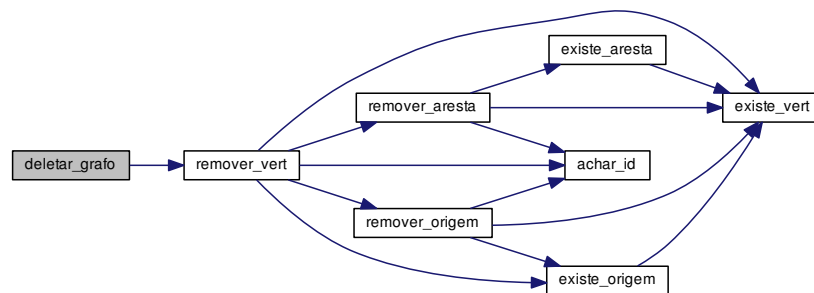 existe_aresta
remover_aresta
existe_vert
deletar_grafo
remover_vert
achar_id
remover_origem
existe_origem